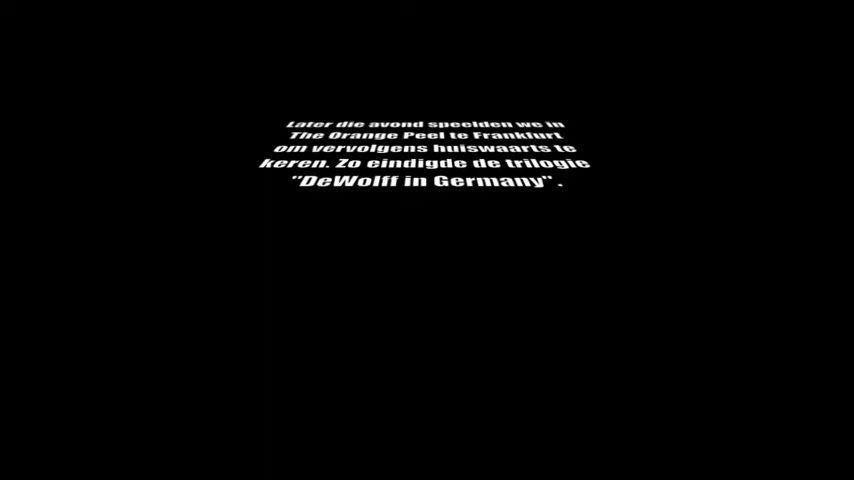 Later die avond speelden we in
The Orange Peel te Frankfurt
om vervolgens huiswaarts te
keren. Zo eindigde de trilogie
"DeWolff in Germany" .